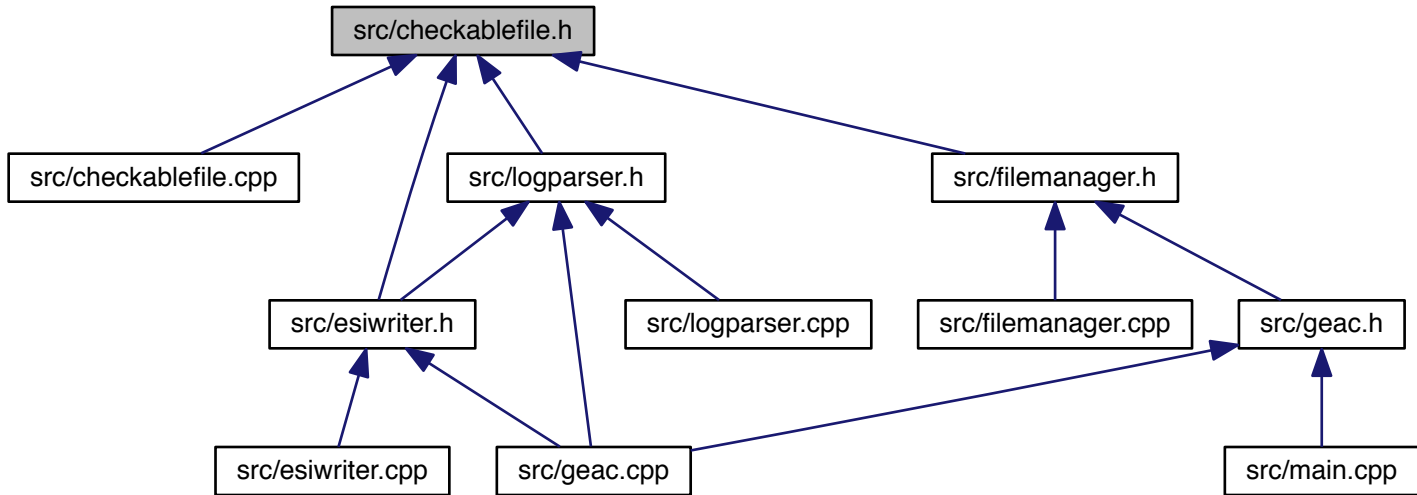 src/checkablefile.h
src/checkablefile.cpp
src/logparser.h
src/filemanager.h
src/esiwriter.h
src/logparser.cpp
src/filemanager.cpp
src/geac.h
src/esiwriter.cpp
src/geac.cpp
src/main.cpp